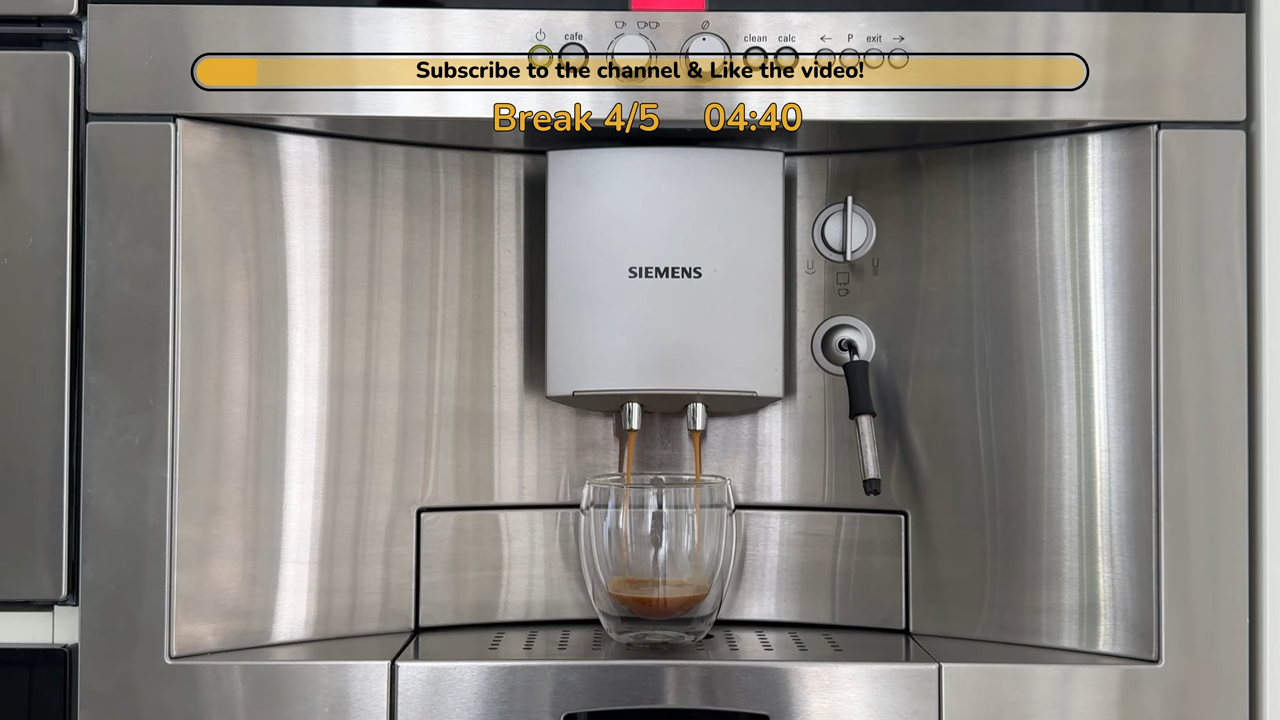 cafe
clean calc
P exit
Subscribe to the channel & Like the video!
Break 4/5 04:40
SIEMENS